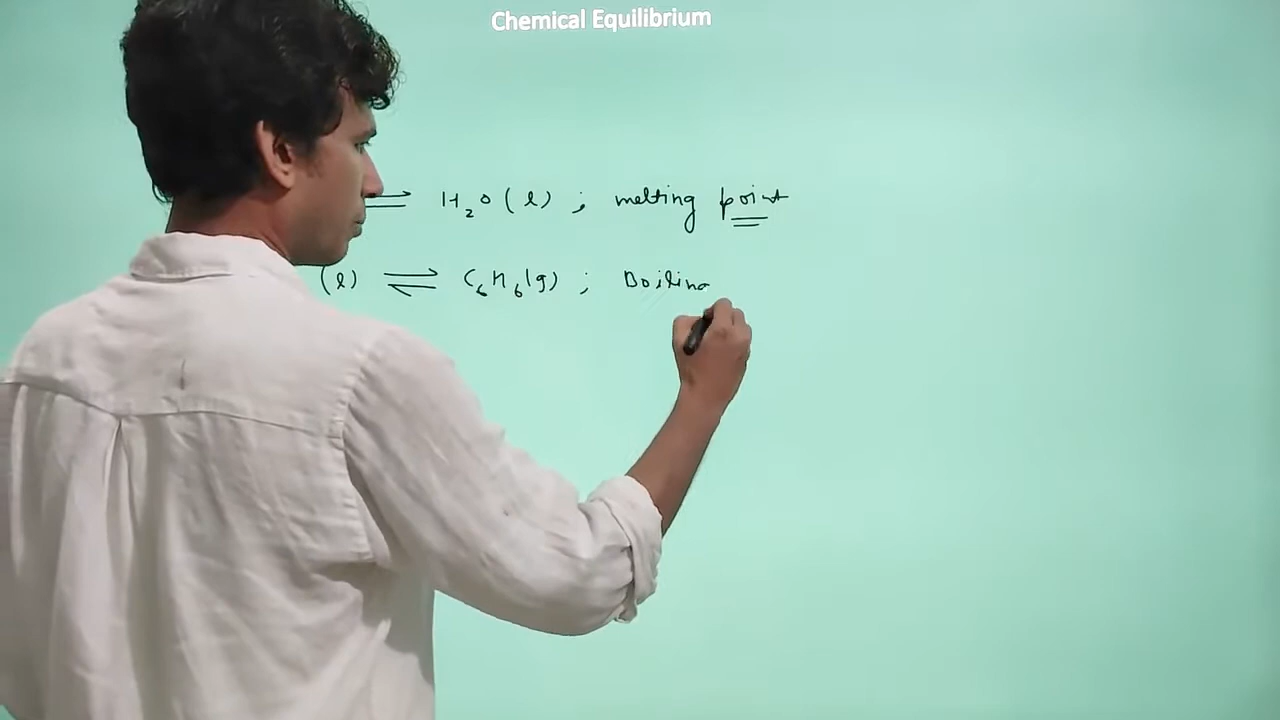 Chemical Equilibrium
⇌ H₂O(l) ; melting point
(l) ⇌ C₆H₆(g) ; Boiling